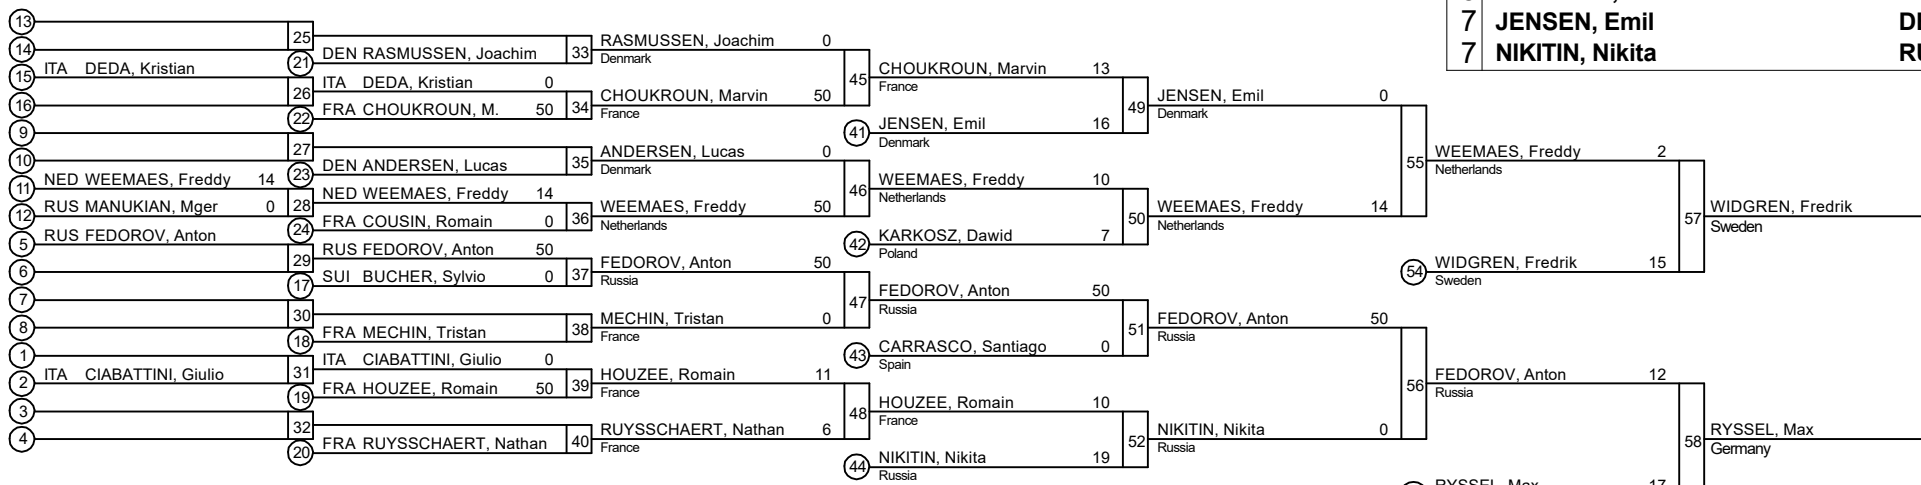 13
14
15 ITA DEDA, Kristian
16
9
10
11 NED WEEMAES, Freddy 14
12 RUS MANUKIAN, Mger 0
5 RUS FEDOROV, Anton
6
7
8
1
2 ITA CIABATTINI, Giulio
3
4
25
21 DEN RASMUSSEN, Joachim
26 ITA DEDA, Kristian 0
22 FRA CHOUKROUN, M. 50
27
23 DEN ANDERSEN, Lucas
28 NED WEEMAES, Freddy 14
24 FRA COUSIN, Romain 0
29 RUS FEDOROV, Anton 50
17 SUI BUCHER, Sylvio 0
30
18 FRA MECHIN, Tristan
31 ITA CIABATTINI, Giulio 0
19 FRA HOUZEE, Romain 50
32
20 FRA RUYSSCHAERT, Nathan
33 RASMUSSEN, Joachim 0
Denmark
34 CHOUKROUN, Marvin 50
France
35 ANDERSEN, Lucas 0
Denmark
36 WEEMAES, Freddy 50
Netherlands
37 FEDOROV, Anton 50
Russia
38 MECHIN, Tristan 0
France
39 HOUZEE, Romain 11
France
40 RUYSSCHAERT, Nathan 6
France
45 CHOUKROUN, Marvin 13
France
41 JENSEN, Emil 16
Denmark
46 WEEMAES, Freddy 10
Netherlands
42 KARKOSZ, Dawid 7
Poland
47 FEDOROV, Anton 50
Russia
43 CARRASCO, Santiago 0
Spain
48 HOUZEE, Romain 10
France
44 NIKITIN, Nikita 19
Russia
49 JENSEN, Emil 0
Denmark
50 WEEMAES, Freddy 14
Netherlands
51 FEDOROV, Anton 50
Russia
52 NIKITIN, Nikita 0
Russia
55 WEEMAES, Freddy 2
Netherlands
54 WIDGREN, Fredrik 15
Sweden
56 FEDOROV, Anton 12
Russia
RYSSEL, Max 17
57 WIDGREN, Fredrik
Sweden
58 RYSSEL, Max
Germany
7 JENSEN, Emil
7 NIKITIN, Nikita